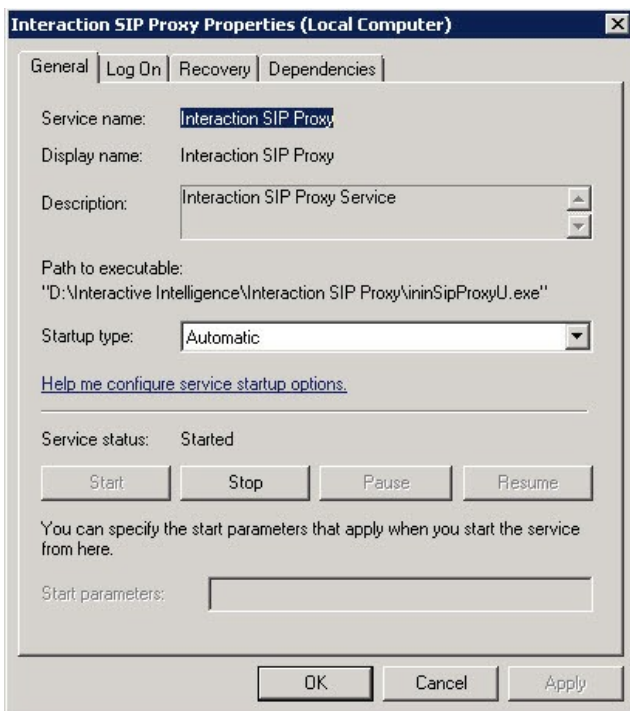 Interaction SIP Proxy Properties (Local Computer)
General Log On Recovery Dependencies
Service name: Interaction SIP Proxy
Display name: Interaction SIP Proxy
Description: Interaction SIP Proxy Service
Path to executable:
"D:\Interactive Intelligence\Interaction SIP Proxy\ininSipProxyU.exe"
Startup type: Automatic
Help me configure service startup options.
Service status: Started
Start Stop Pause Resume
You can specify the start parameters that apply when you start the service
from here.
Start parameters:
OK Cancel Apply